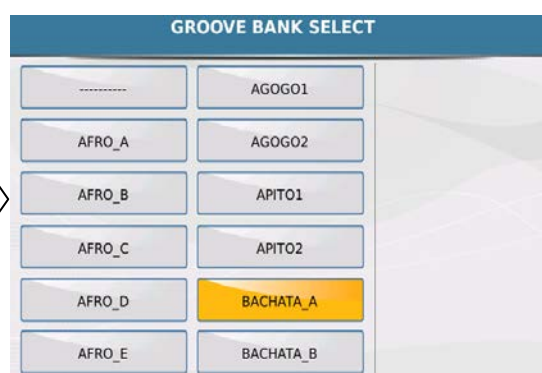 GROOVE BANK SELECT
---------- AGOGO1
AFRO_A AGOGO2
AFRO_B APITO1
AFRO_C APITO2
AFRO_D BACHATA_A
AFRO_E BACHATA_B